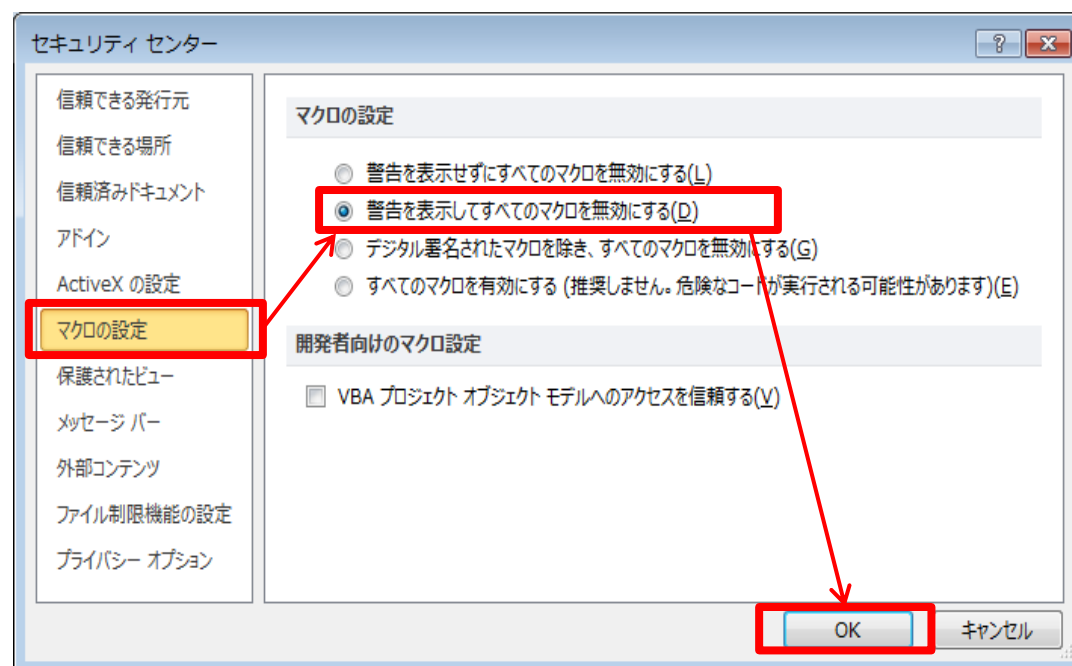 セキュリティ センター
信頼できる発行元
信頼できる場所
信頼済みドキュメント
アドイン
ActiveX の設定
マクロの設定
保護されたビュー
メッセージ バー
外部コンテンツ
ファイル制限機能の設定
プライバシー オプション
マクロの設定
警告を表示せずにすべてのマクロを無効にする(L)
警告を表示してすべてのマクロを無効にする(D)
デジタル署名されたマクロを除き、すべてのマクロを無効にする(G)
すべてのマクロを有効にする (推奨しません。危険なコードが実行される可能性があります)(E)
開発者向けのマクロ設定
VBA プロジェクト オブジェクト モデルへのアクセスを信頼する(V)
OK
キャンセル